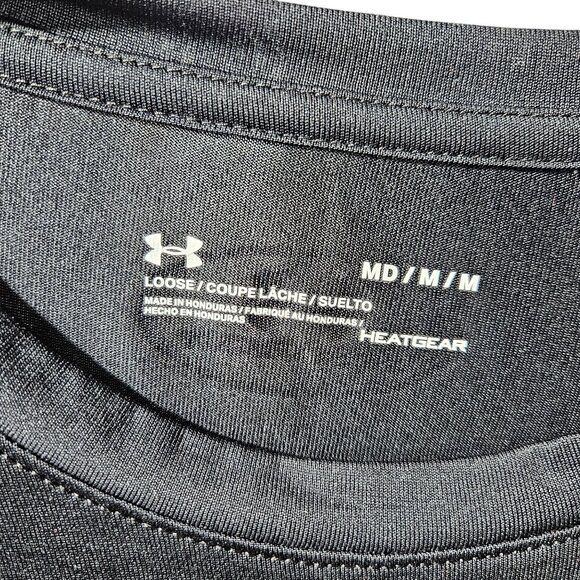 MD / M / M
LOOSE / COUPE LÂCHE / SUELTO
MADE IN HONDURAS / FABRIQUÉ AU HONDURAS /
HECHO EN HONDURAS
HEATGEAR